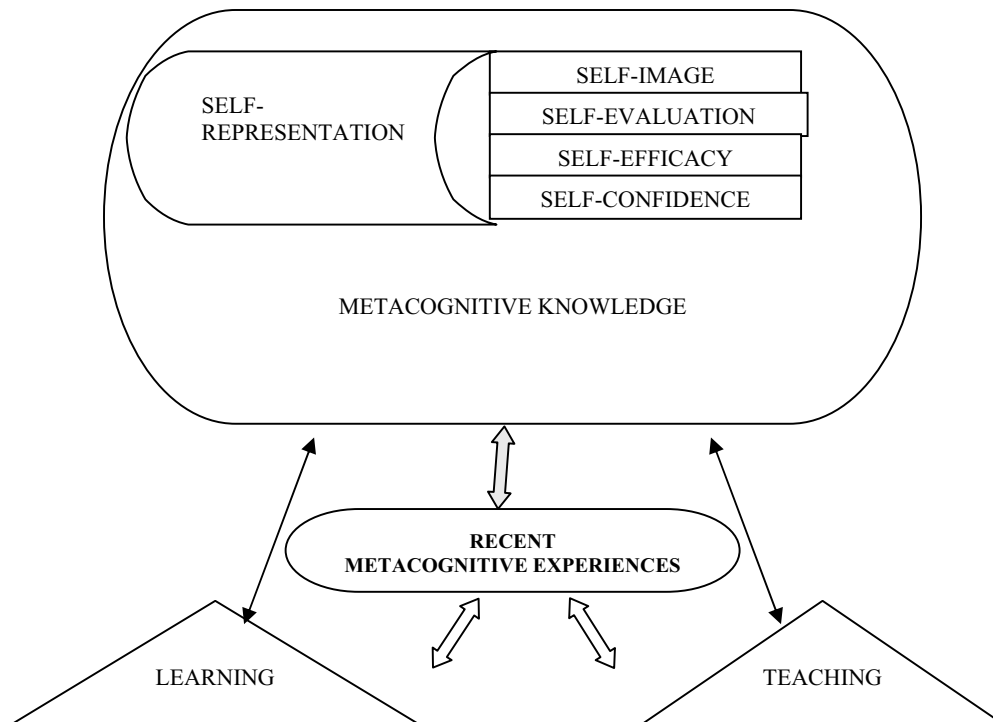 SELF-
REPRESENTATION
SELF-IMAGE
SELF-EVALUATION
SELF-EFFICACY
SELF-CONFIDENCE
METACOGNITIVE KNOWLEDGE
RECENT
METACOGNITIVE EXPERIENCES
LEARNING
TEACHING